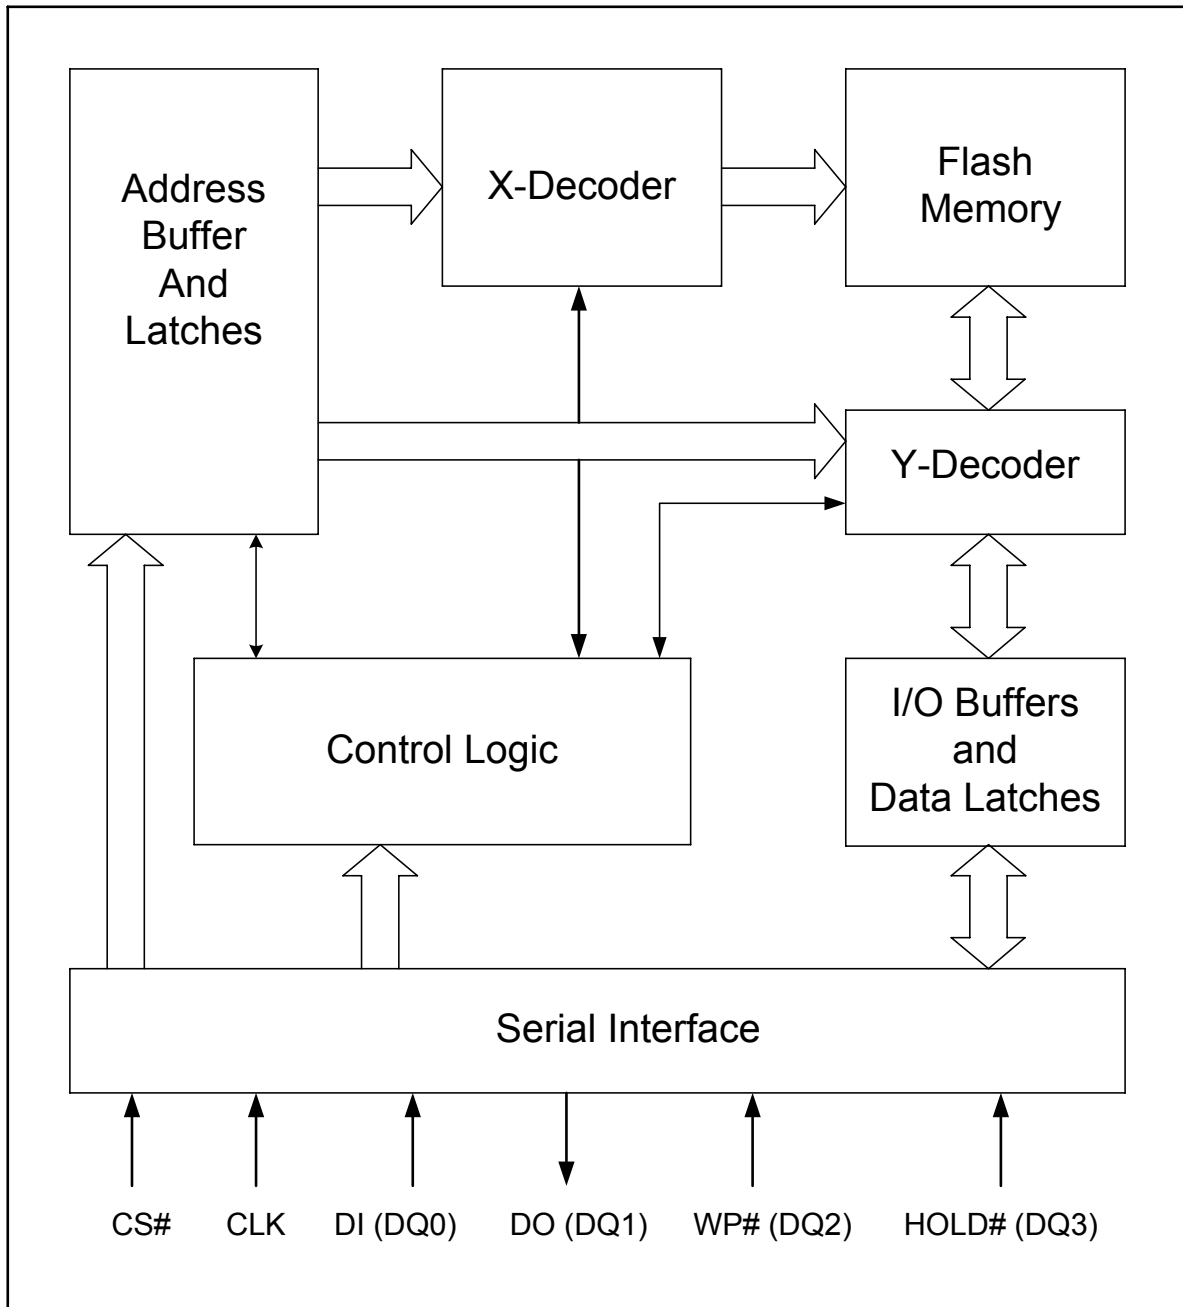 Address
Buffer
And
Latches
X-Decoder
Flash
Memory
Y-Decoder
Control Logic
I/O Buffers
and
Data Latches
Serial Interface
CS# CLK DI (DQ0) DO (DQ1) WP# (DQ2) HOLD# (DQ3)